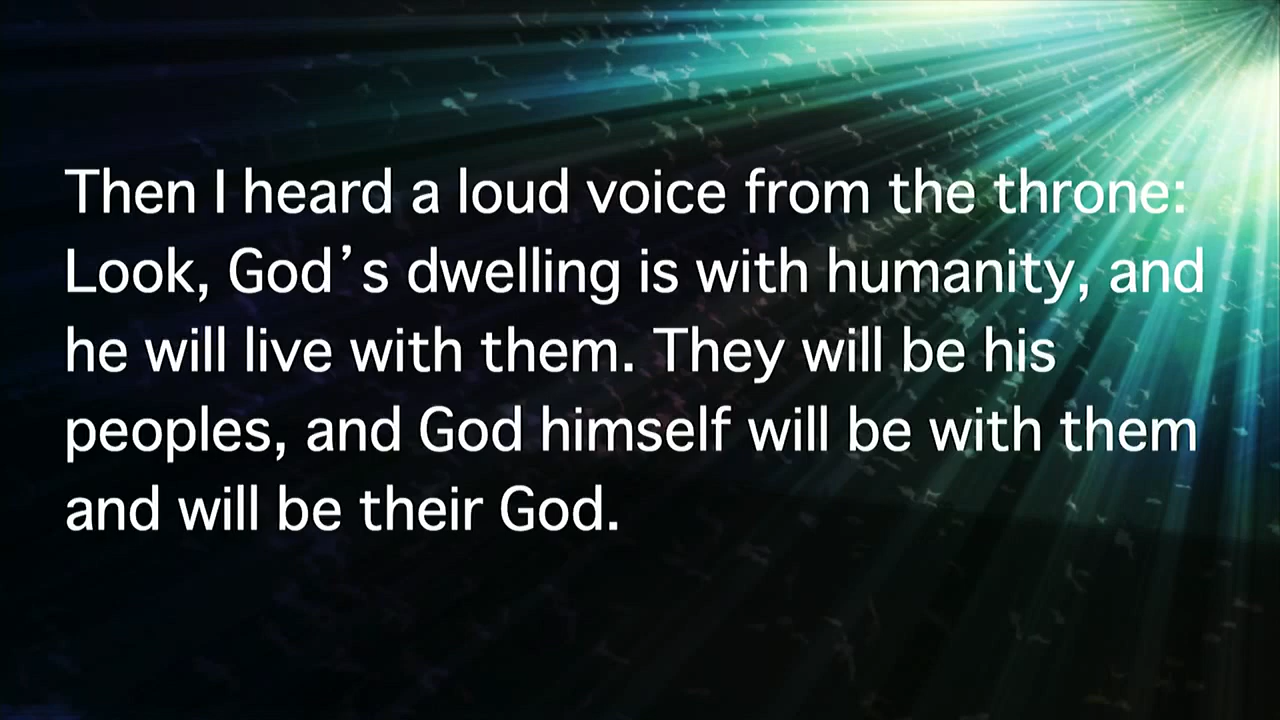 Then I heard a loud voice from the throne:
Look, God’s dwelling is with humanity, and
he will live with them. They will be his
peoples, and God himself will be with them
and will be their God.